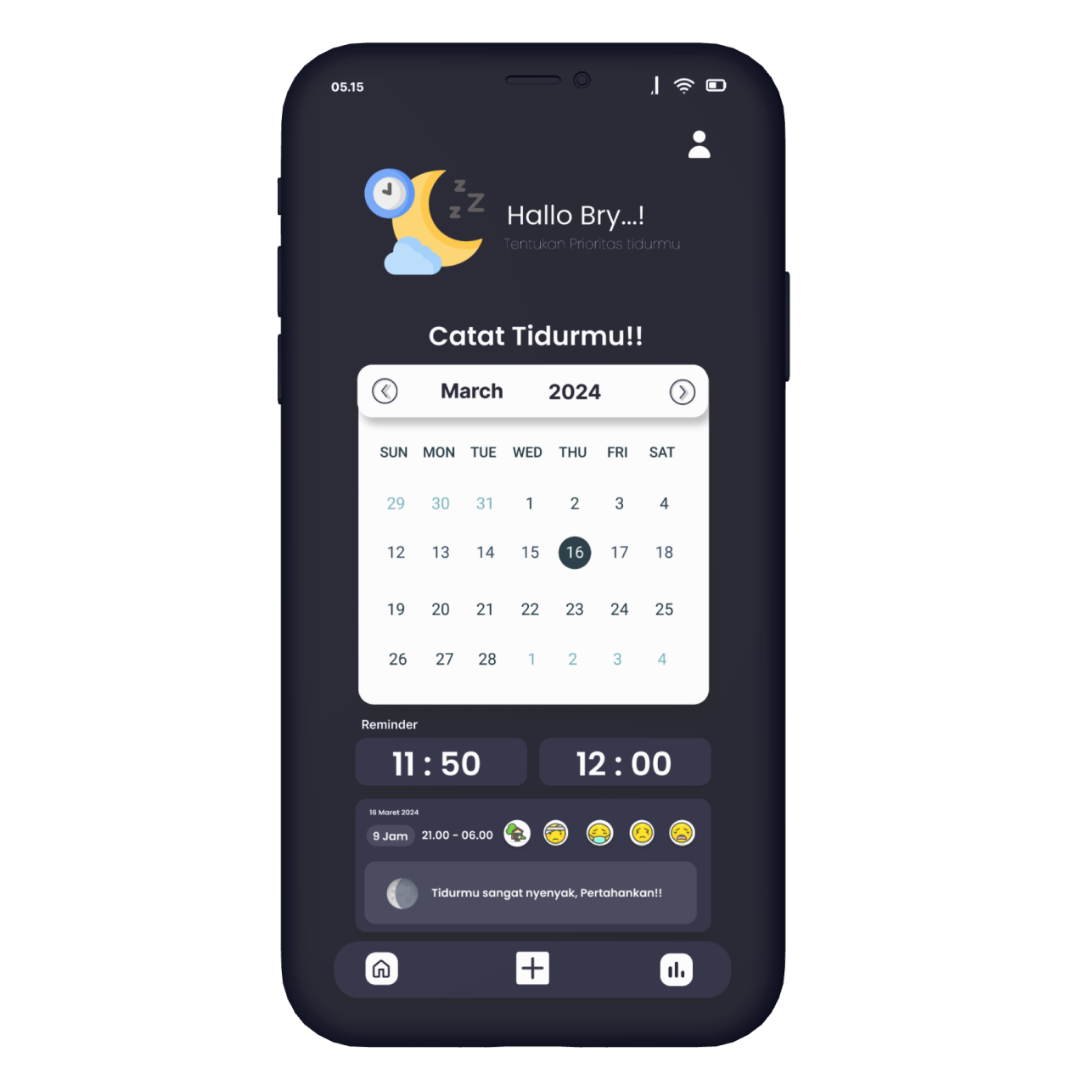 05.15
z
Z
z
Hallo Bry...!
Tentukan Prioritas tidurmu
Catat Tidurmu!!
March 2024
SUN MON TUE WED THU FRI SAT
29 30 31 1 2 3 4
12 13 14 15 16 17 18
19 20 21 22 23 24 25
26 27 28 1 2 3 4
Reminder
11 : 50 12 : 00
16 Maret 2024
9 Jam 21.00 - 06.00
Tidurmu sangat nyenyak, Pertahankan!!